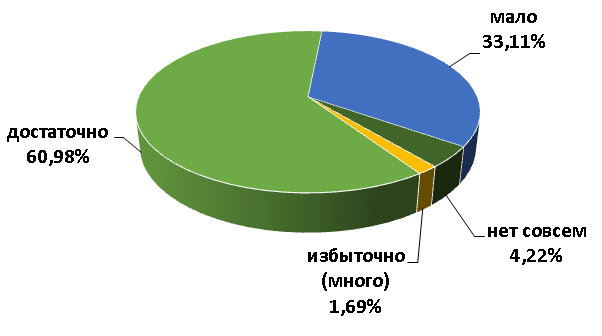 мало
33,11%
достаточно
60,98%
нет совсем
4,22%
избыточно
(много)
1,69%